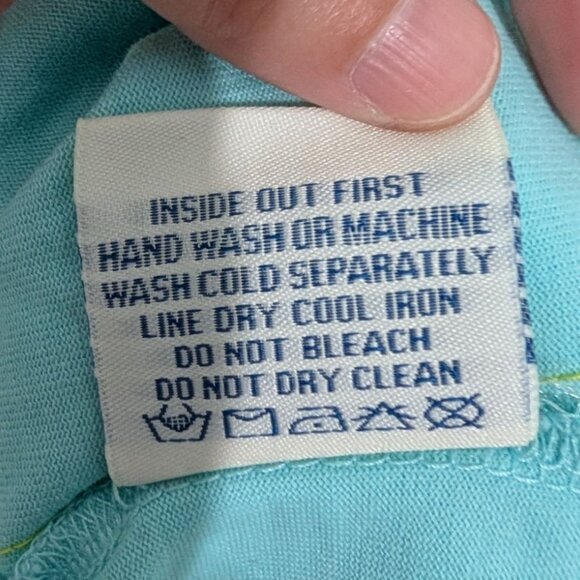 INSIDE OUT FIRST
HAND WASH OR MACHINE
WASH COLD SEPARATELY
LINE DRY COOL IRON
DO NOT BLEACH
DO NOT DRY CLEAN